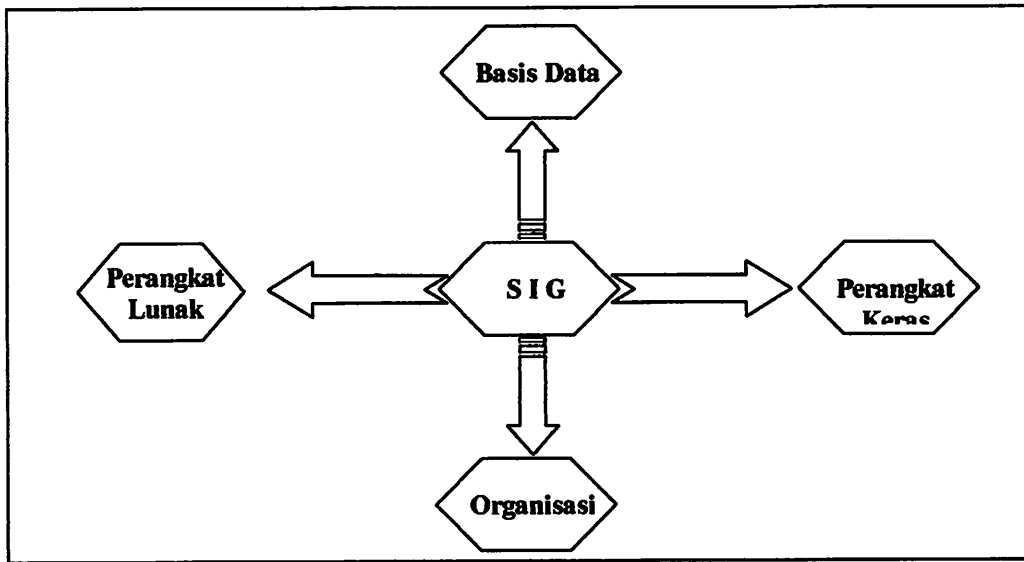 Basis Data
Perangkat
Lunak
S I G
Perangkat
Keras
Organisasi